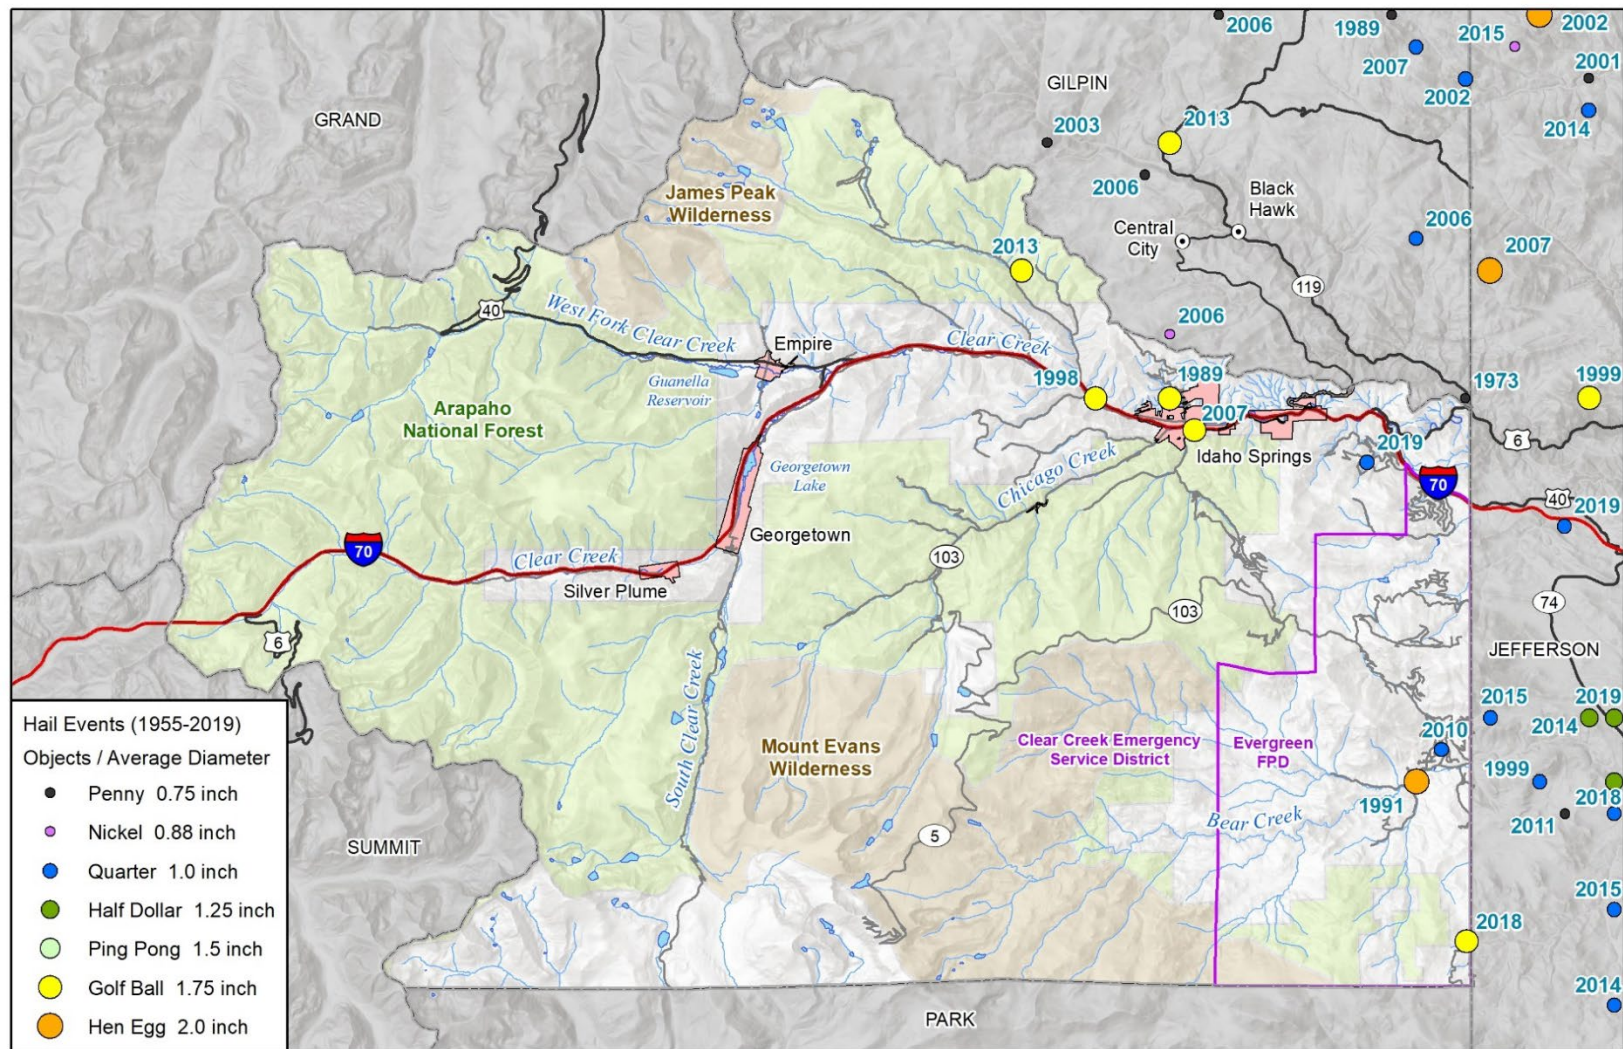 2006
1989
2015
2002
2007
2001
2002
2014
GILPIN
GRAND
2003
2013
2006
James Peak
Wilderness
Black
Hawk
Central
City
2006
2007
2013
119
40
West Fork Clear Creek
2006
Empire
Clear Creek
Guanella
Reservoir
1998
1989
1973
1999
Arapaho
National Forest
2007
6
2019
Idaho Springs
Georgetown
Lake
Chicago Creek
70
40
2019
Georgetown
70
Clear Creek
103
Silver Plume
103
74
6
JEFFERSON
South Clear Creek
2015
2019
2014
Hail Events (1955-2019)
Objects / Average Diameter
Penny 0.75 inch
Nickel 0.88 inch
Quarter 1.0 inch
Half Dollar 1.25 inch
Ping Pong 1.5 inch
Golf Ball 1.75 inch
Hen Egg 2.0 inch
Mount Evans
Wilderness
Clear Creek Emergency
Service District
Evergreen
FPD
2010
1999
1991
2018
2011
Bear Creek
5
SUMMIT
2015
2018
2014
PARK